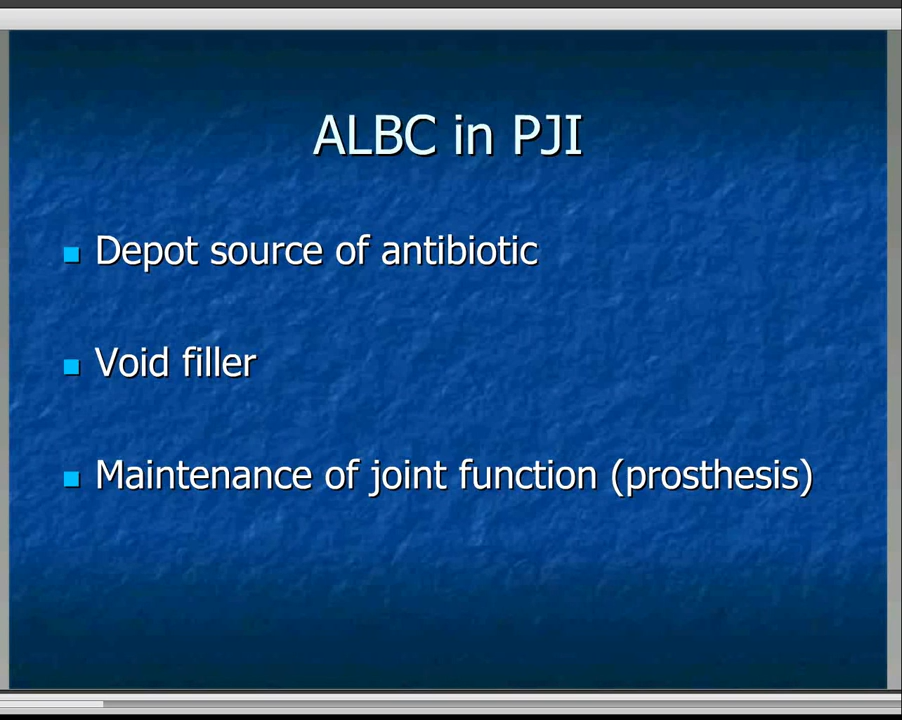 ALBC in PJI
Depot source of antibiotic
Void filler
Maintenance of joint function (prosthesis)